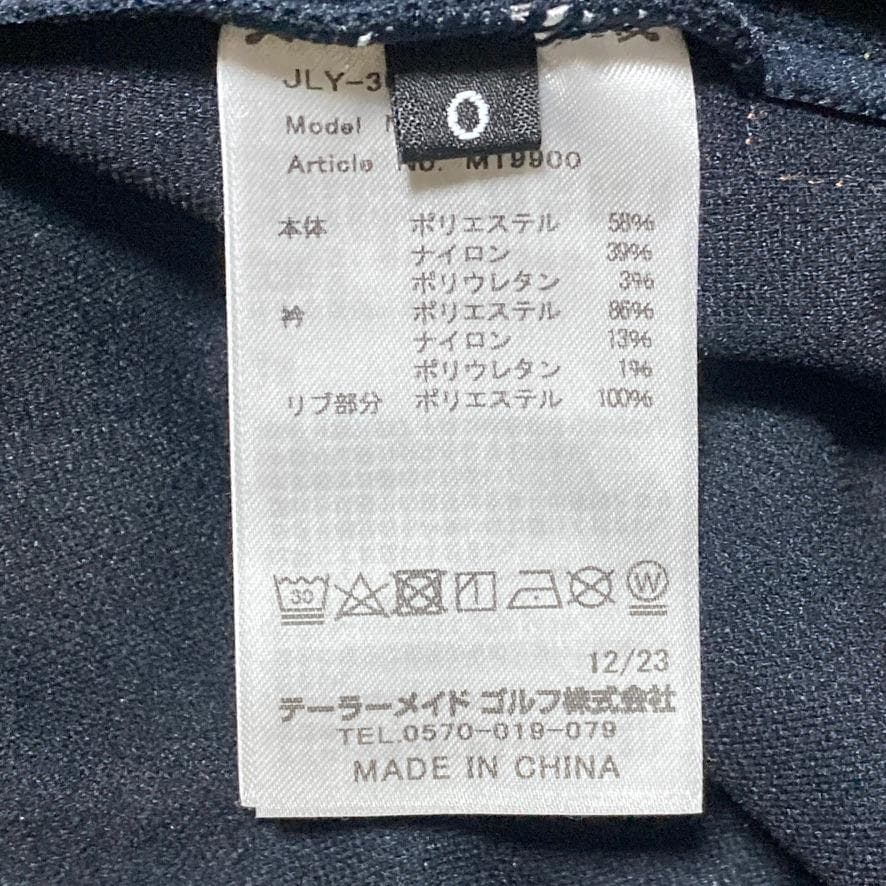 JLY-3
0
Model
Article No. M19900
本体 ポリエステル 58%
ナイロン 39%
ポリウレタン 3%
衿 ポリエステル 86%
ナイロン 13%
ポリウレタン 1%
リブ部分 ポリエステル 100%
30 W
12/23
テーラーメイド ゴルフ株式会社
TEL.0570-019-079
MADE IN CHINA